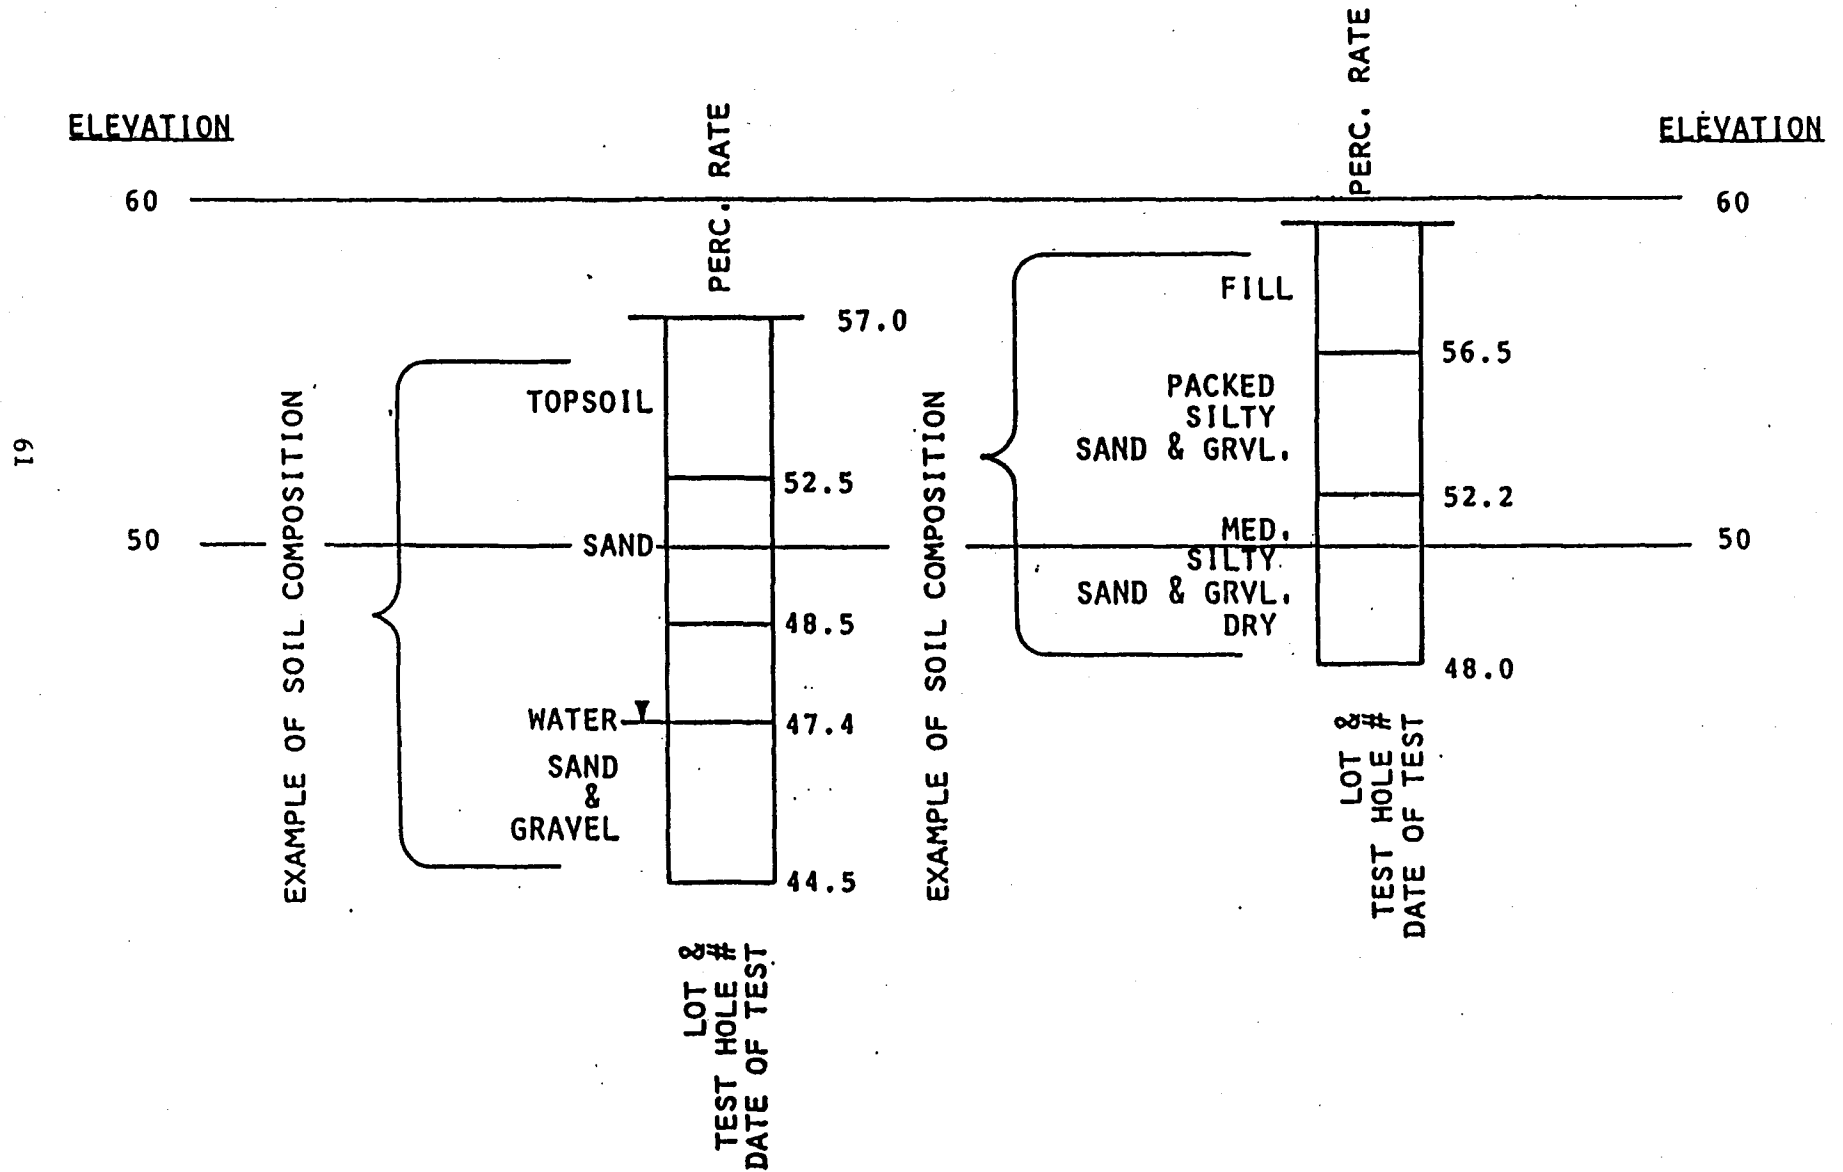 ELEVATION
PERC. RATE
PERC. RATE
ELEVATION
60
60
FILL
57.0
56.5
TOPSOIL
PACKED
SILTY
SAND & GRVL.
EXAMPLE OF SOIL COMPOSITION
EXAMPLE OF SOIL COMPOSITION
61
52.5
52.2
50
SAND
MED.
SILTY
SAND & GRVL.
DRY
50
48.5
48.0
WATER
47.4
SAND
&
GRAVEL
44.5
LOT &
TEST HOLE #
DATE OF TEST
LOT &
TEST HOLE #
DATE OF TEST